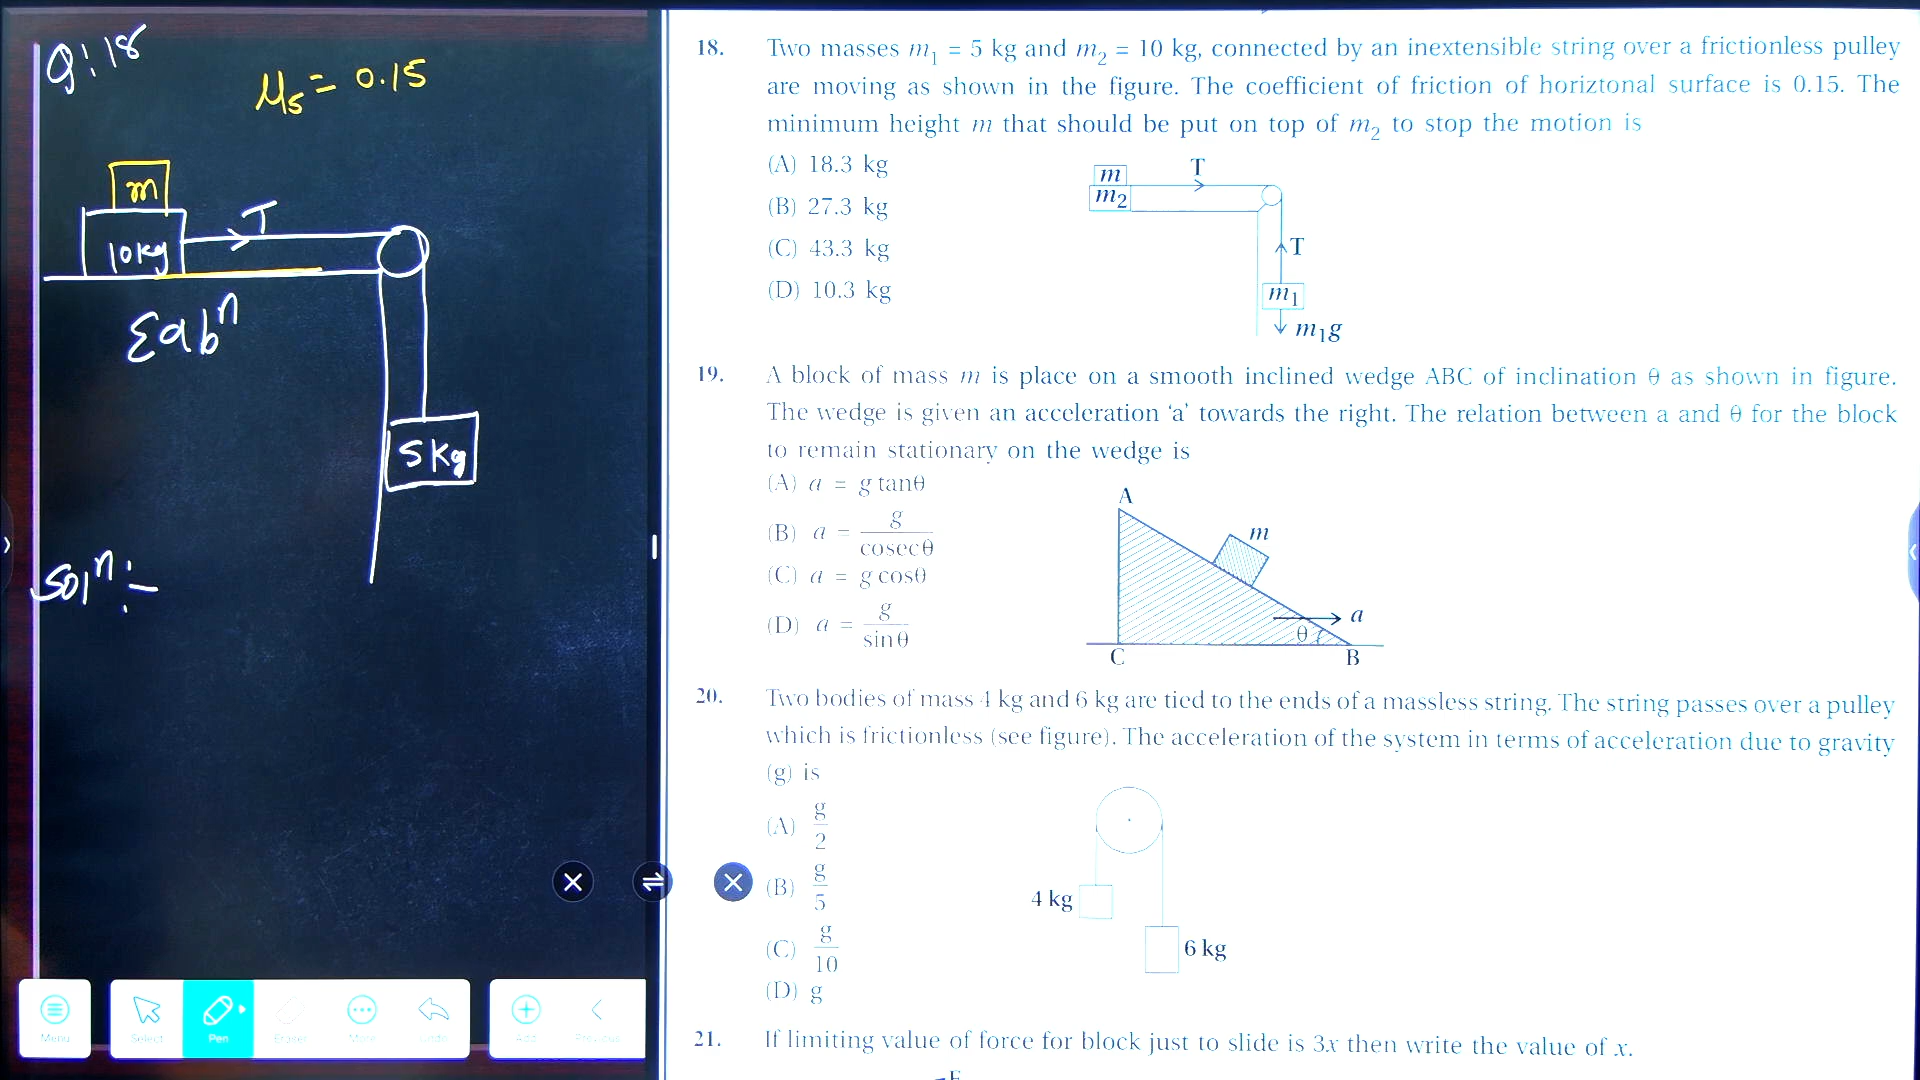 Q:18
μs = 0.15
m
10kg
T
Eqbⁿ
5kg
Solⁿ:-
Menu
Select
Pen
Eraser
More
Undo
Add
Previous
18. Two masses m₁ = 5 kg and m₂ = 10 kg, connected by an inextensible string over a frictionless pulley
are moving as shown in the figure. The coefficient of friction of horiztonal surface is 0.15. The
minimum height m that should be put on top of m₂ to stop the motion is
(A) 18.3 kg
(B) 27.3 kg
(C) 43.3 kg
(D) 10.3 kg
m
m₂
T
T
m₁
m₁g
19. A block of mass m is place on a smooth inclined wedge ABC of inclination θ as shown in figure.
The wedge is given an acceleration ‘a’ towards the right. The relation between a and θ for the block
to remain stationary on the wedge is
(A) a = g tanθ
(B) a = g/cosecθ
(C) a = g cosθ
(D) a = g/sinθ
A
m
a
θ
C
B
20. Two bodies of mass 4 kg and 6 kg are tied to the ends of a massless string. The string passes over a pulley
which is frictionless (see figure). The acceleration of the system in terms of acceleration due to gravity
(g) is
(A) g/2
(B) g/5
(C) g/10
(D) g
4 kg
6 kg
21. If limiting value of force for block just to slide is 3x then write the value of x.